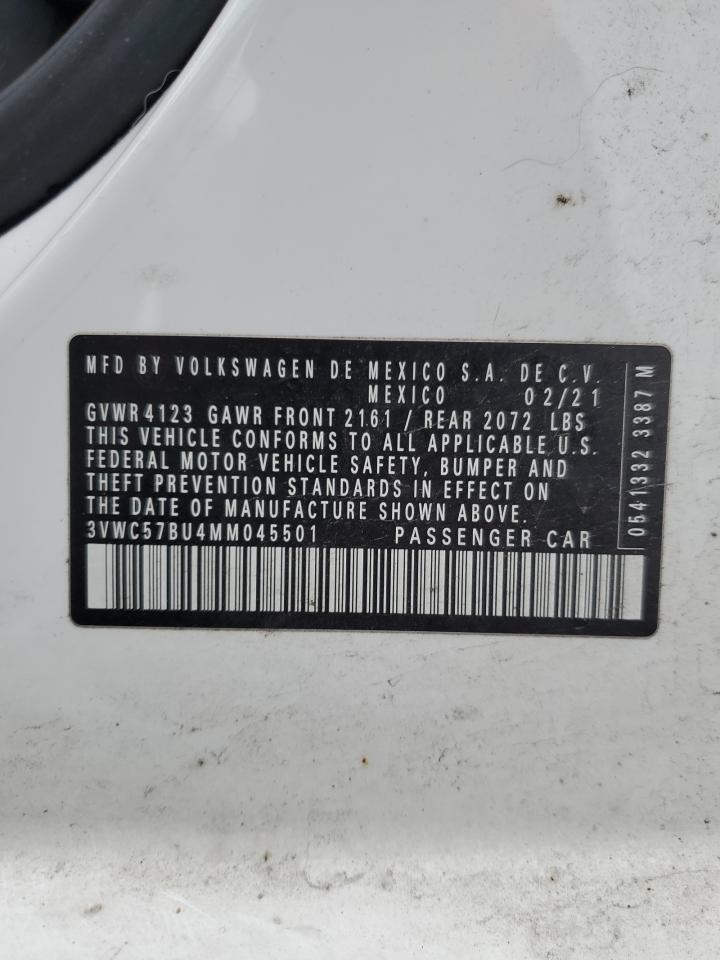 MFD BY VOLKSWAGEN DE MEXICO S.A. DE C.V.
MEXICO 02/21
GVWR 4123 GAWR FRONT 2161 / REAR 2072 LBS
THIS VEHICLE CONFORMS TO ALL APPLICABLE U.S.
FEDERAL MOTOR VEHICLE SAFETY, BUMPER AND
THEFT PREVENTION STANDARDS IN EFFECT ON
THE DATE OF MANUFACTURE SHOWN ABOVE.
3VWC57BU4MM045501 PASSENGER CAR
0541332 3387 M